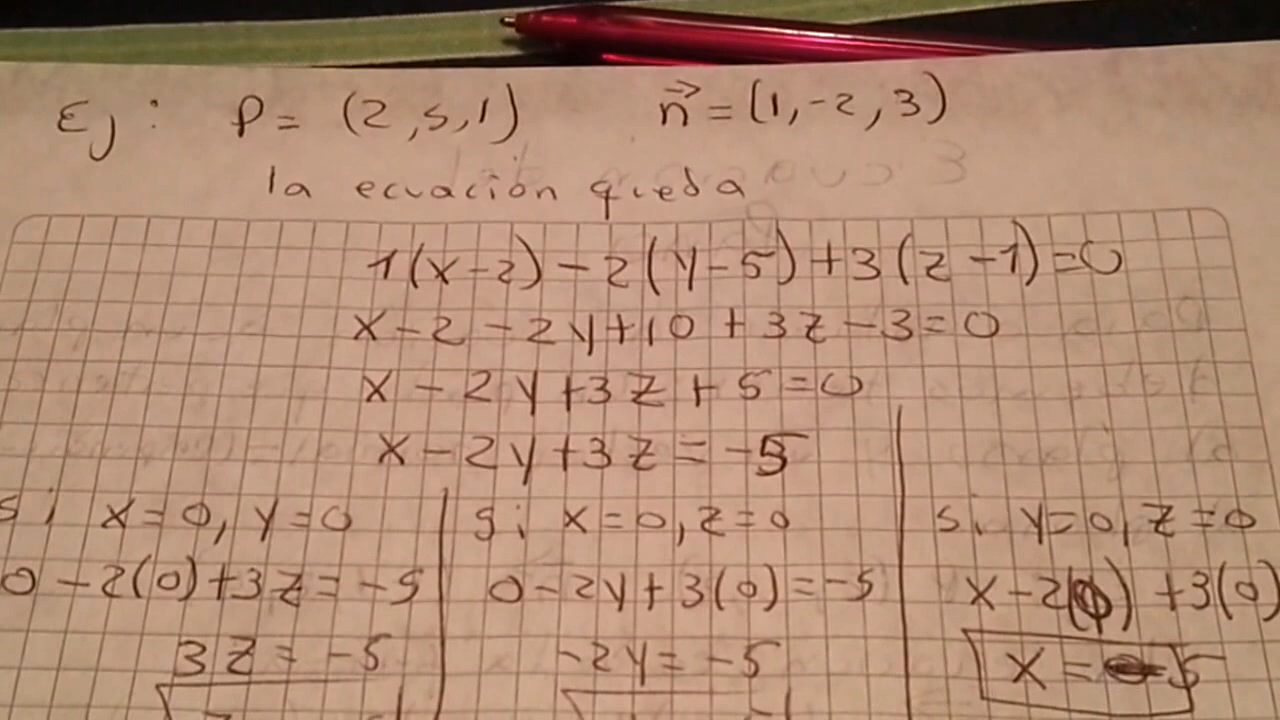 Ej: P = (2,5,1) n⃗ = (1,-2,3)
la ecuación queda
1(x-2)-2(y-5)+3(z-1)=0
x-2-2y+10+3z-3=0
x-2y+3z+5=0
x-2y+3z=-5
si x=0, y=0
0-2(0)+3z=-5
3z=-5
si x=0, z=0
0-2y+3(0)=-5
-2y=-5
si y=0, z=0
x-2(0)+3(0)
x=-5